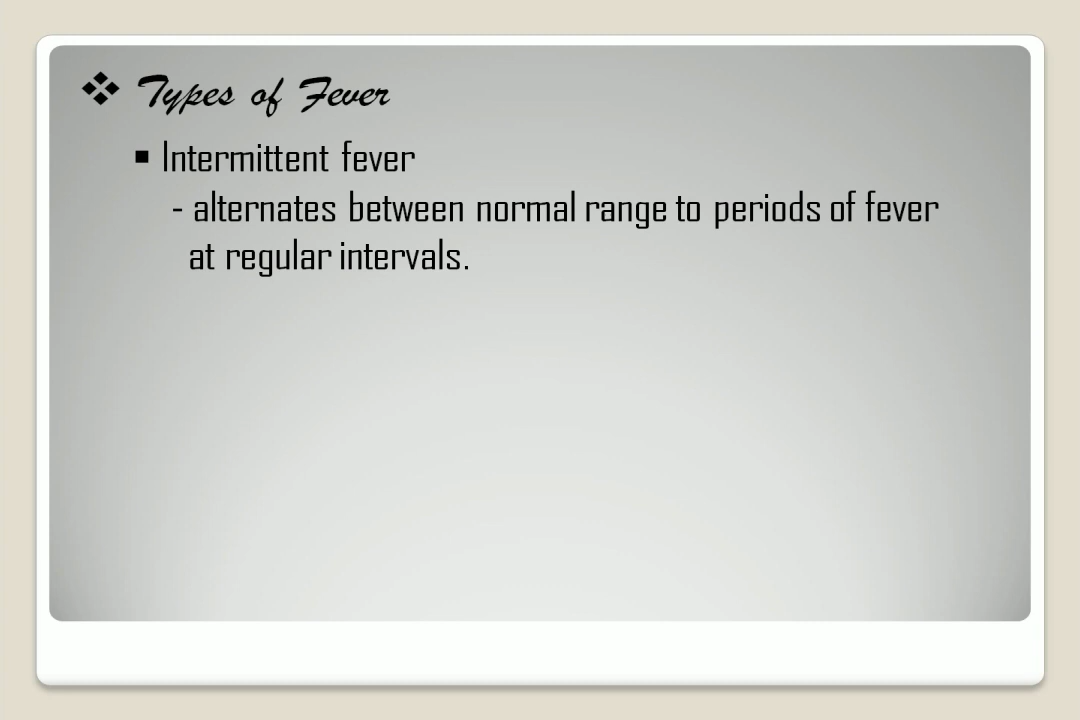 ❖ Types of Fever
▪ Intermittent fever
- alternates between normal range to periods of fever
at regular intervals.